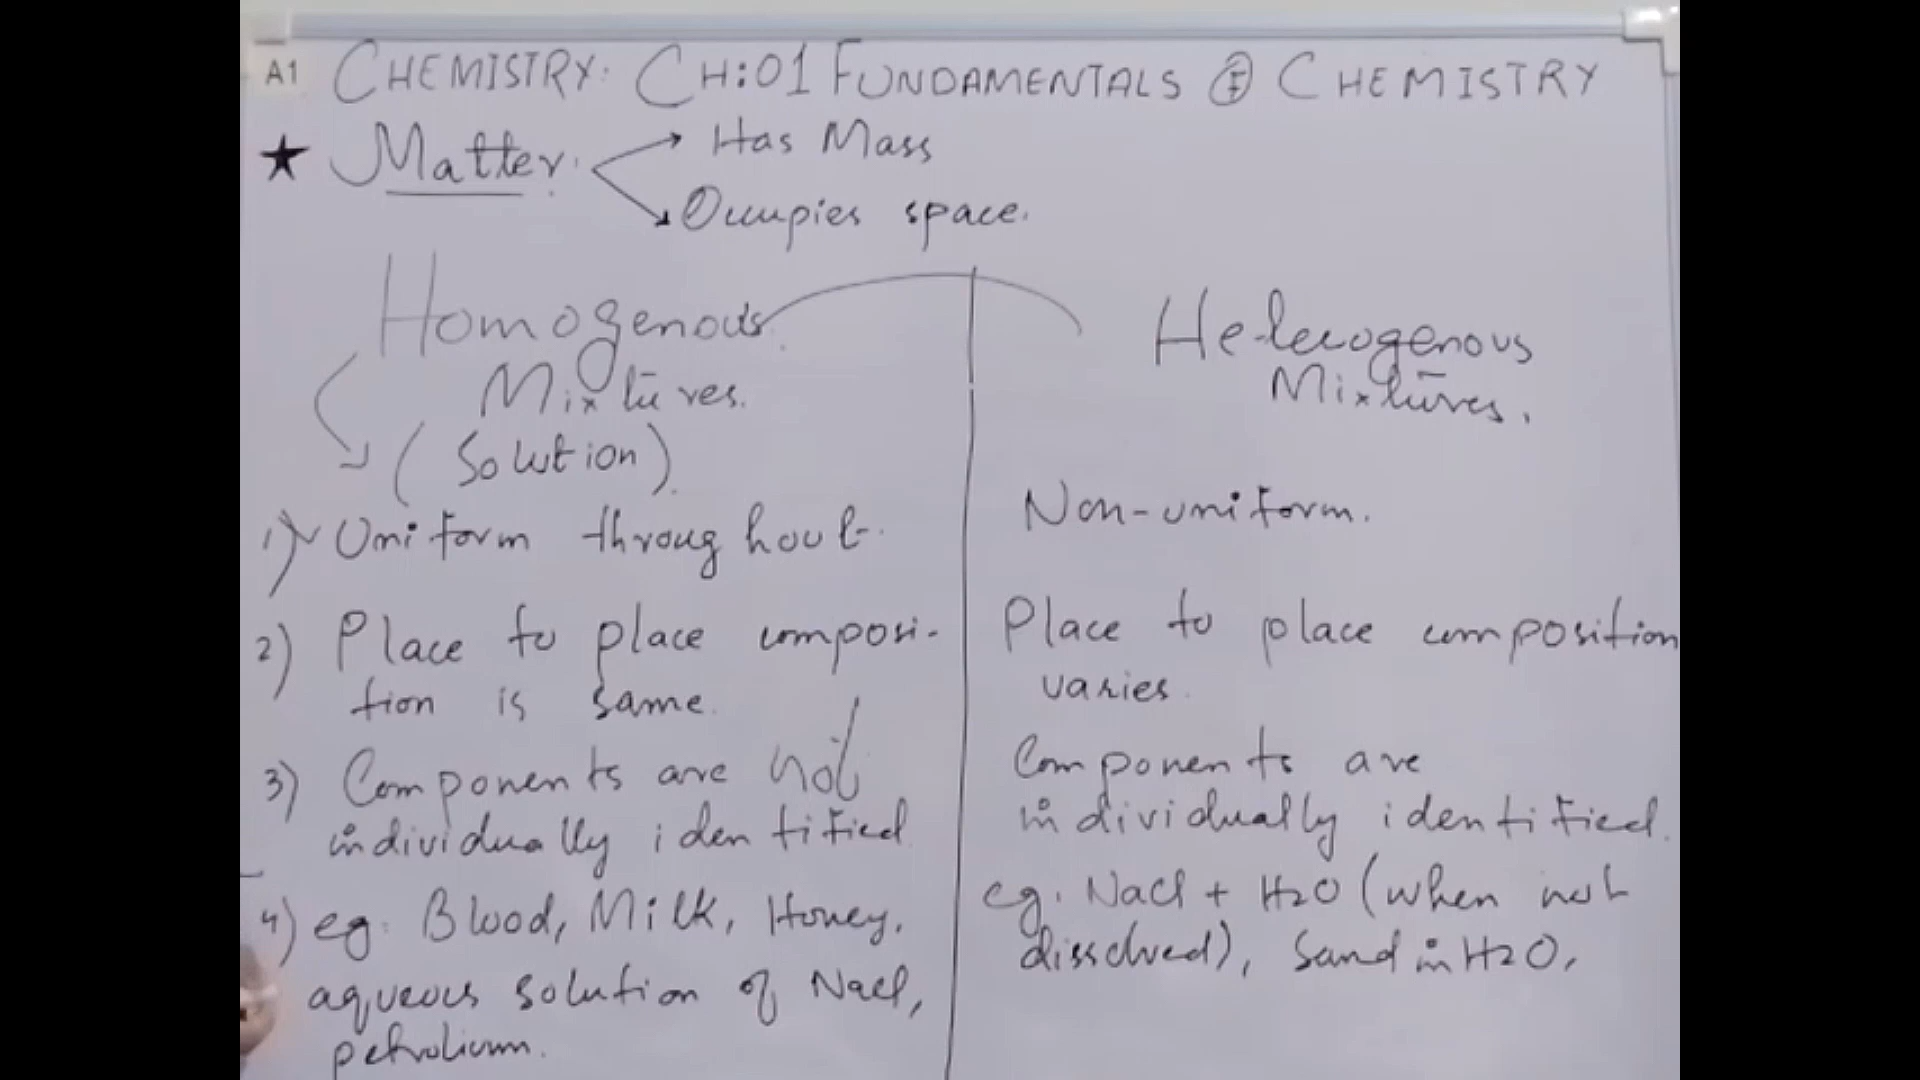 A1 CHEMISTRY: CH:01 FUNDAMENTALS OF CHEMISTRY
★ Matter:
→ Has Mass
→ Occupies space.
Homogenous
Mixtures.
(Solution)
1) Uniform throughout.
2) Place to place composi-
tion is same.
3) Components are not
individually identified
4) eg: Blood, Milk, Honey,
aqueous solution of NaCl,
petrolium.
Heterogenous
Mixtures.
Non-uniform.
Place to place composition
varies.
Components are
individually identified.
eg. NaCl + H2O (when not
dissolved), Sand in H2O,